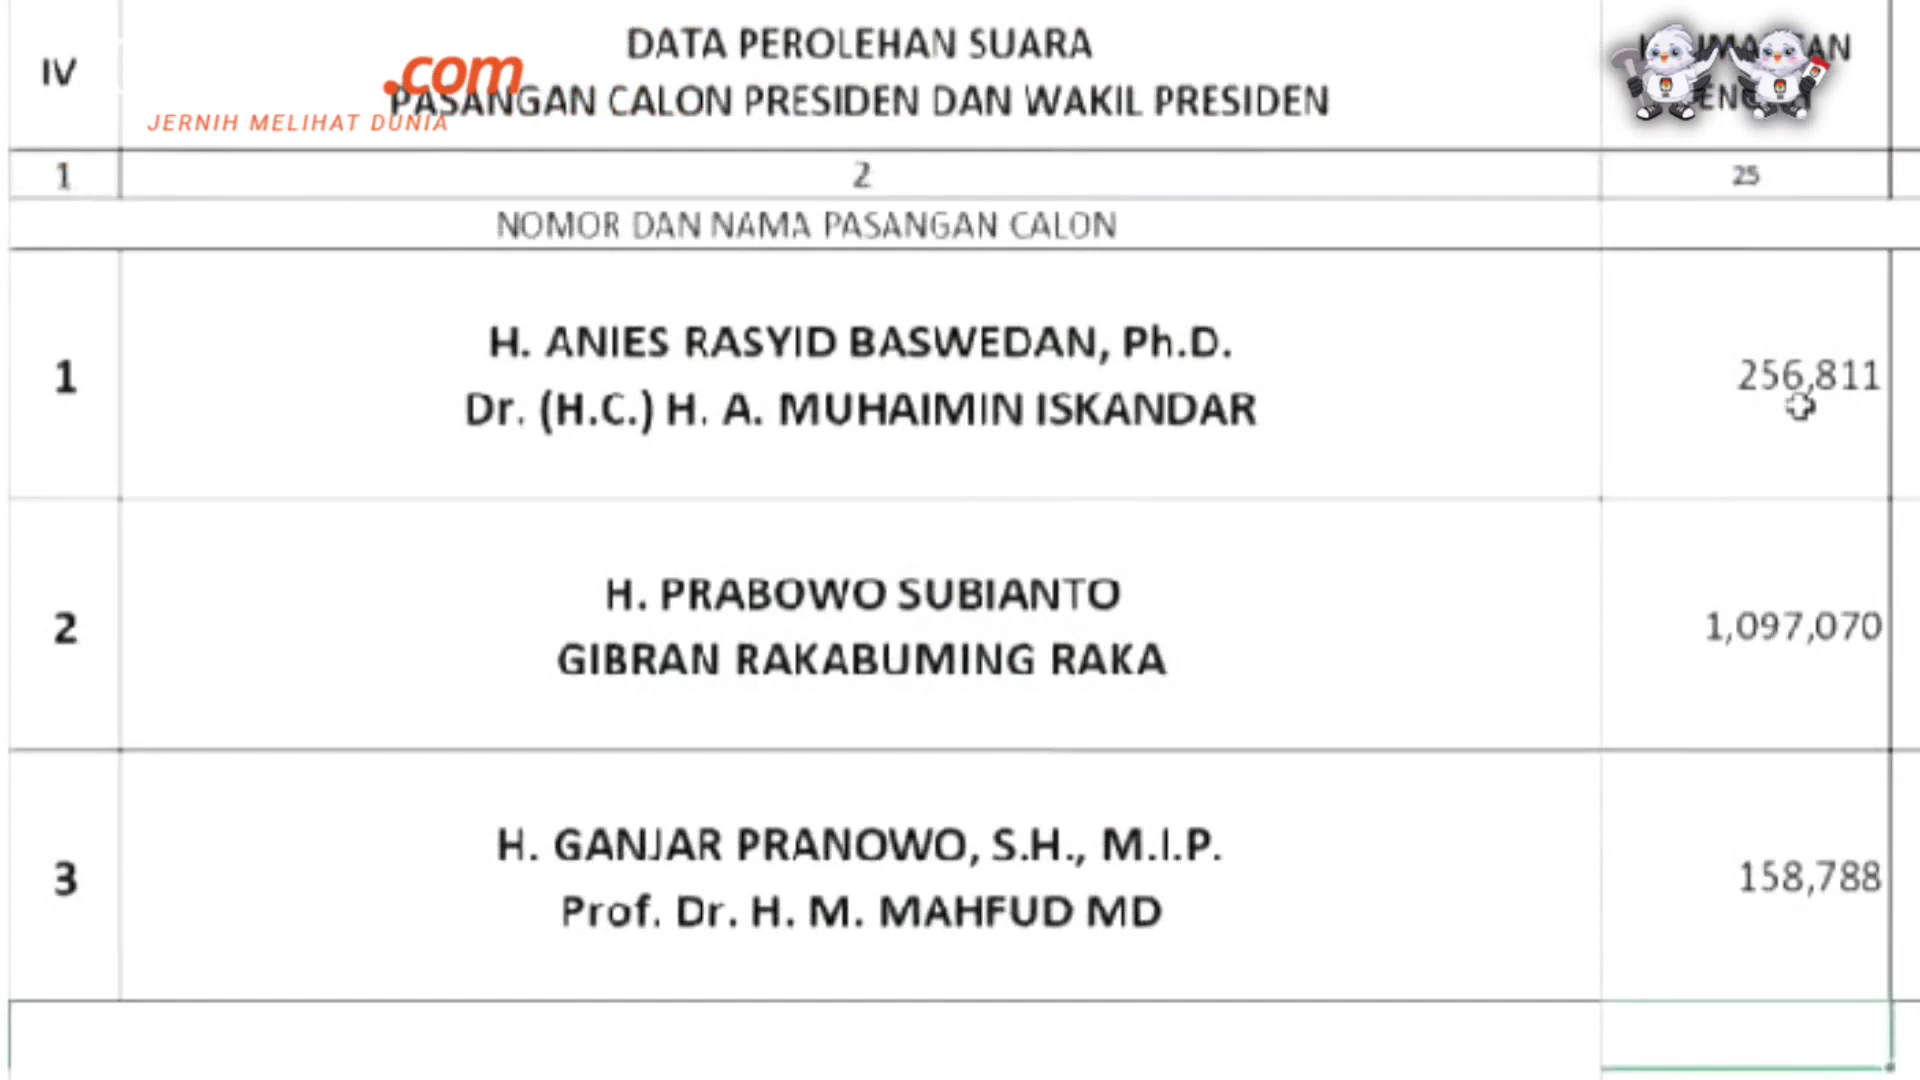 IV
DATA PEROLEHAN SUARA
PASANGAN CALON PRESIDEN DAN WAKIL PRESIDEN
.com
JERNIH MELIHAT DUNIA
1
2
25
NOMOR DAN NAMA PASANGAN CALON
1
H. ANIES RASYID BASWEDAN, Ph.D.
Dr. (H.C.) H. A. MUHAIMIN ISKANDAR
256,811
2
H. PRABOWO SUBIANTO
GIBRAN RAKABUMING RAKA
1,097,070
3
H. GANJAR PRANOWO, S.H., M.I.P.
Prof. Dr. H. M. MAHFUD MD
158,788